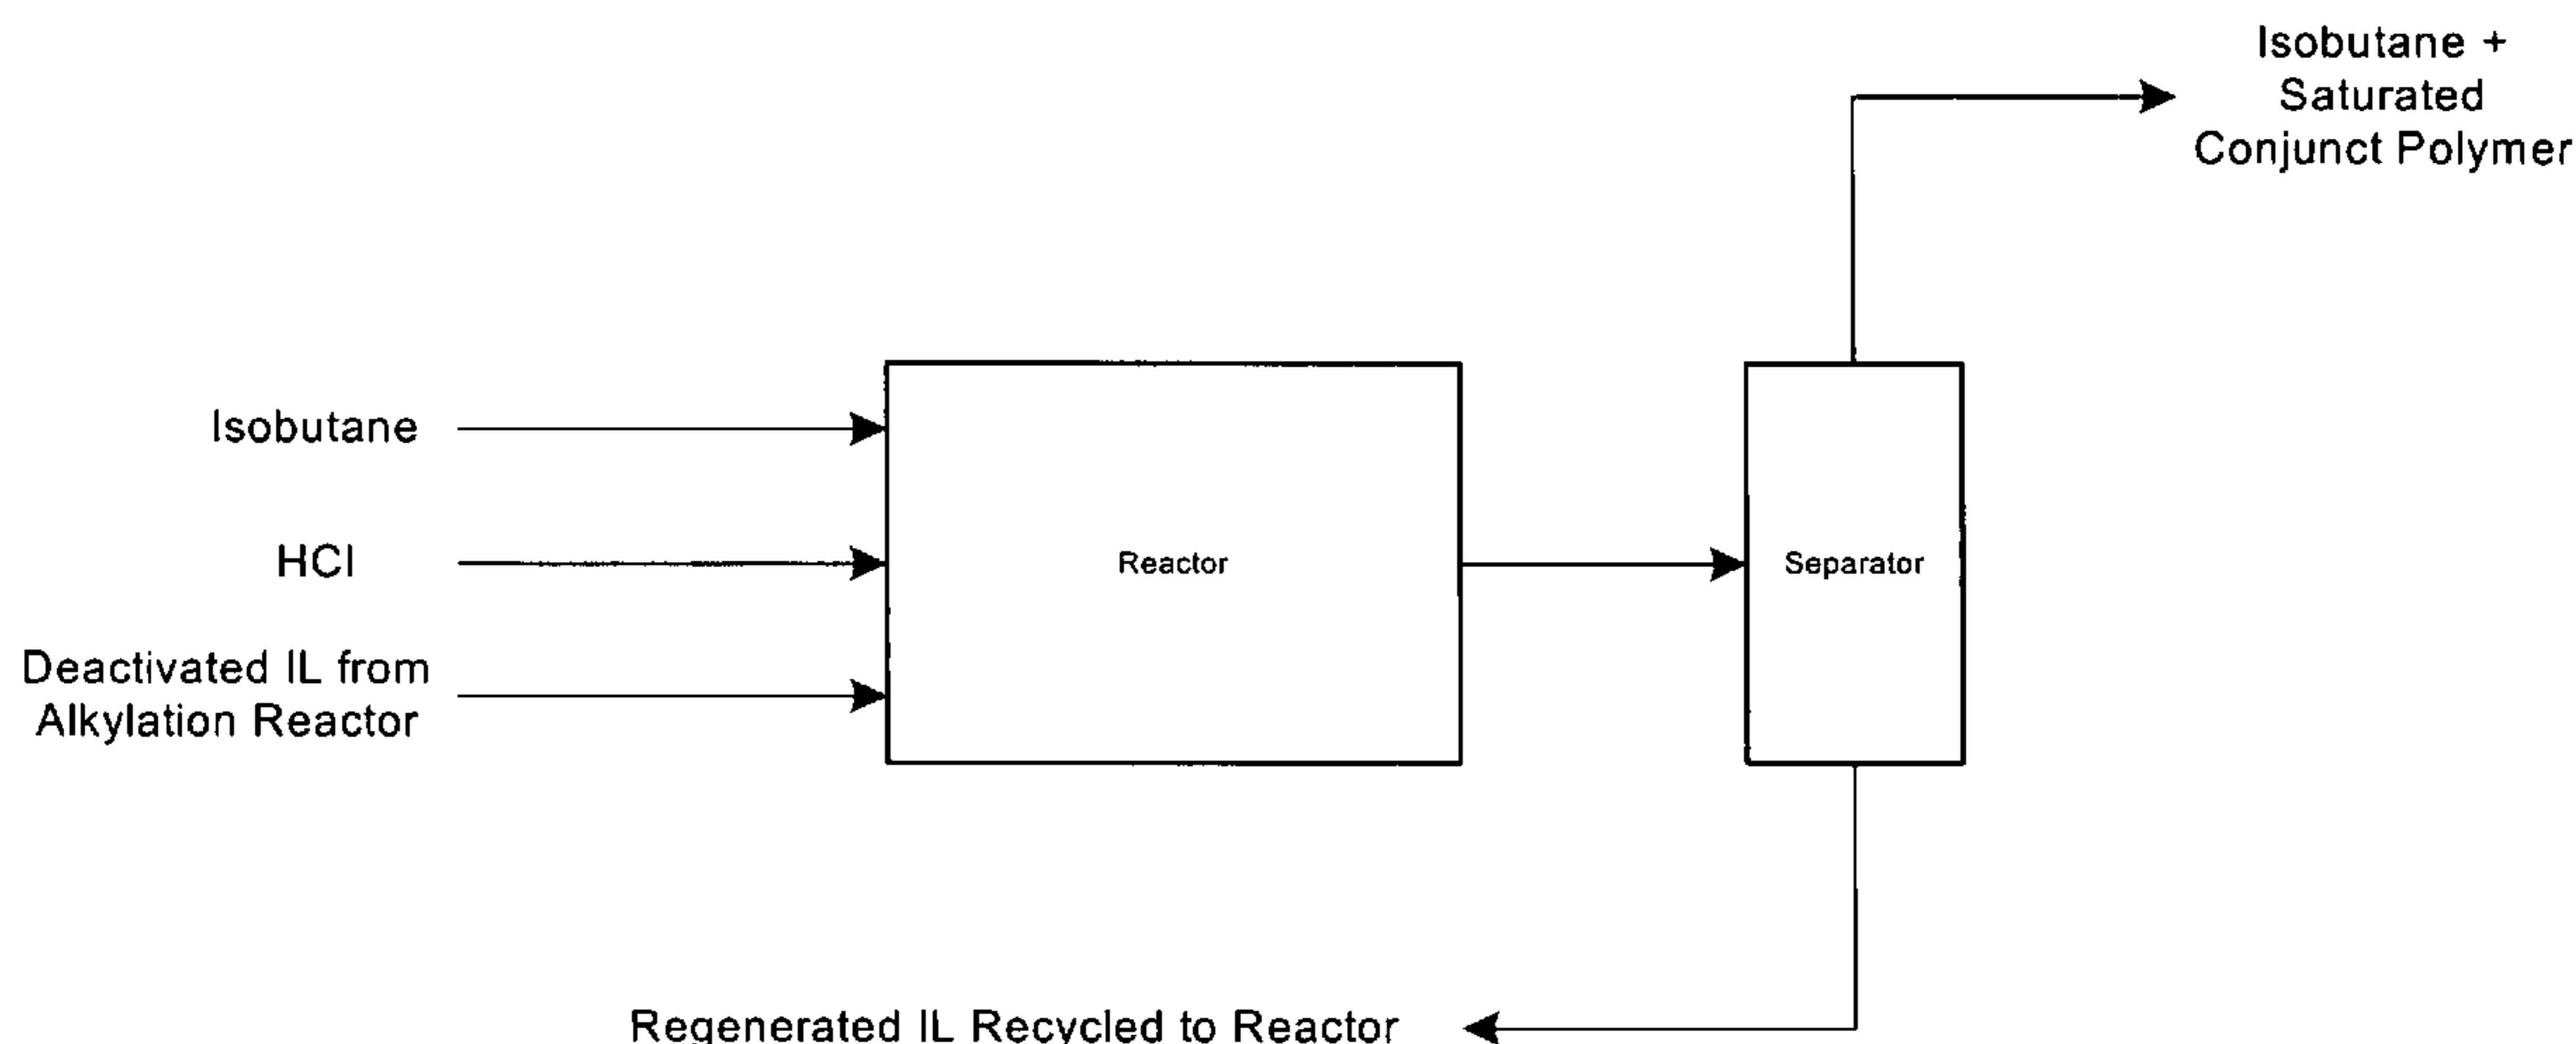 Isobutane +
Saturated
Conjunct Polymer
Isobutane
HCl
Reactor
Separator
Deactivated IL from
Alkylation Reactor
Regenerated IL Recycled to Reactor